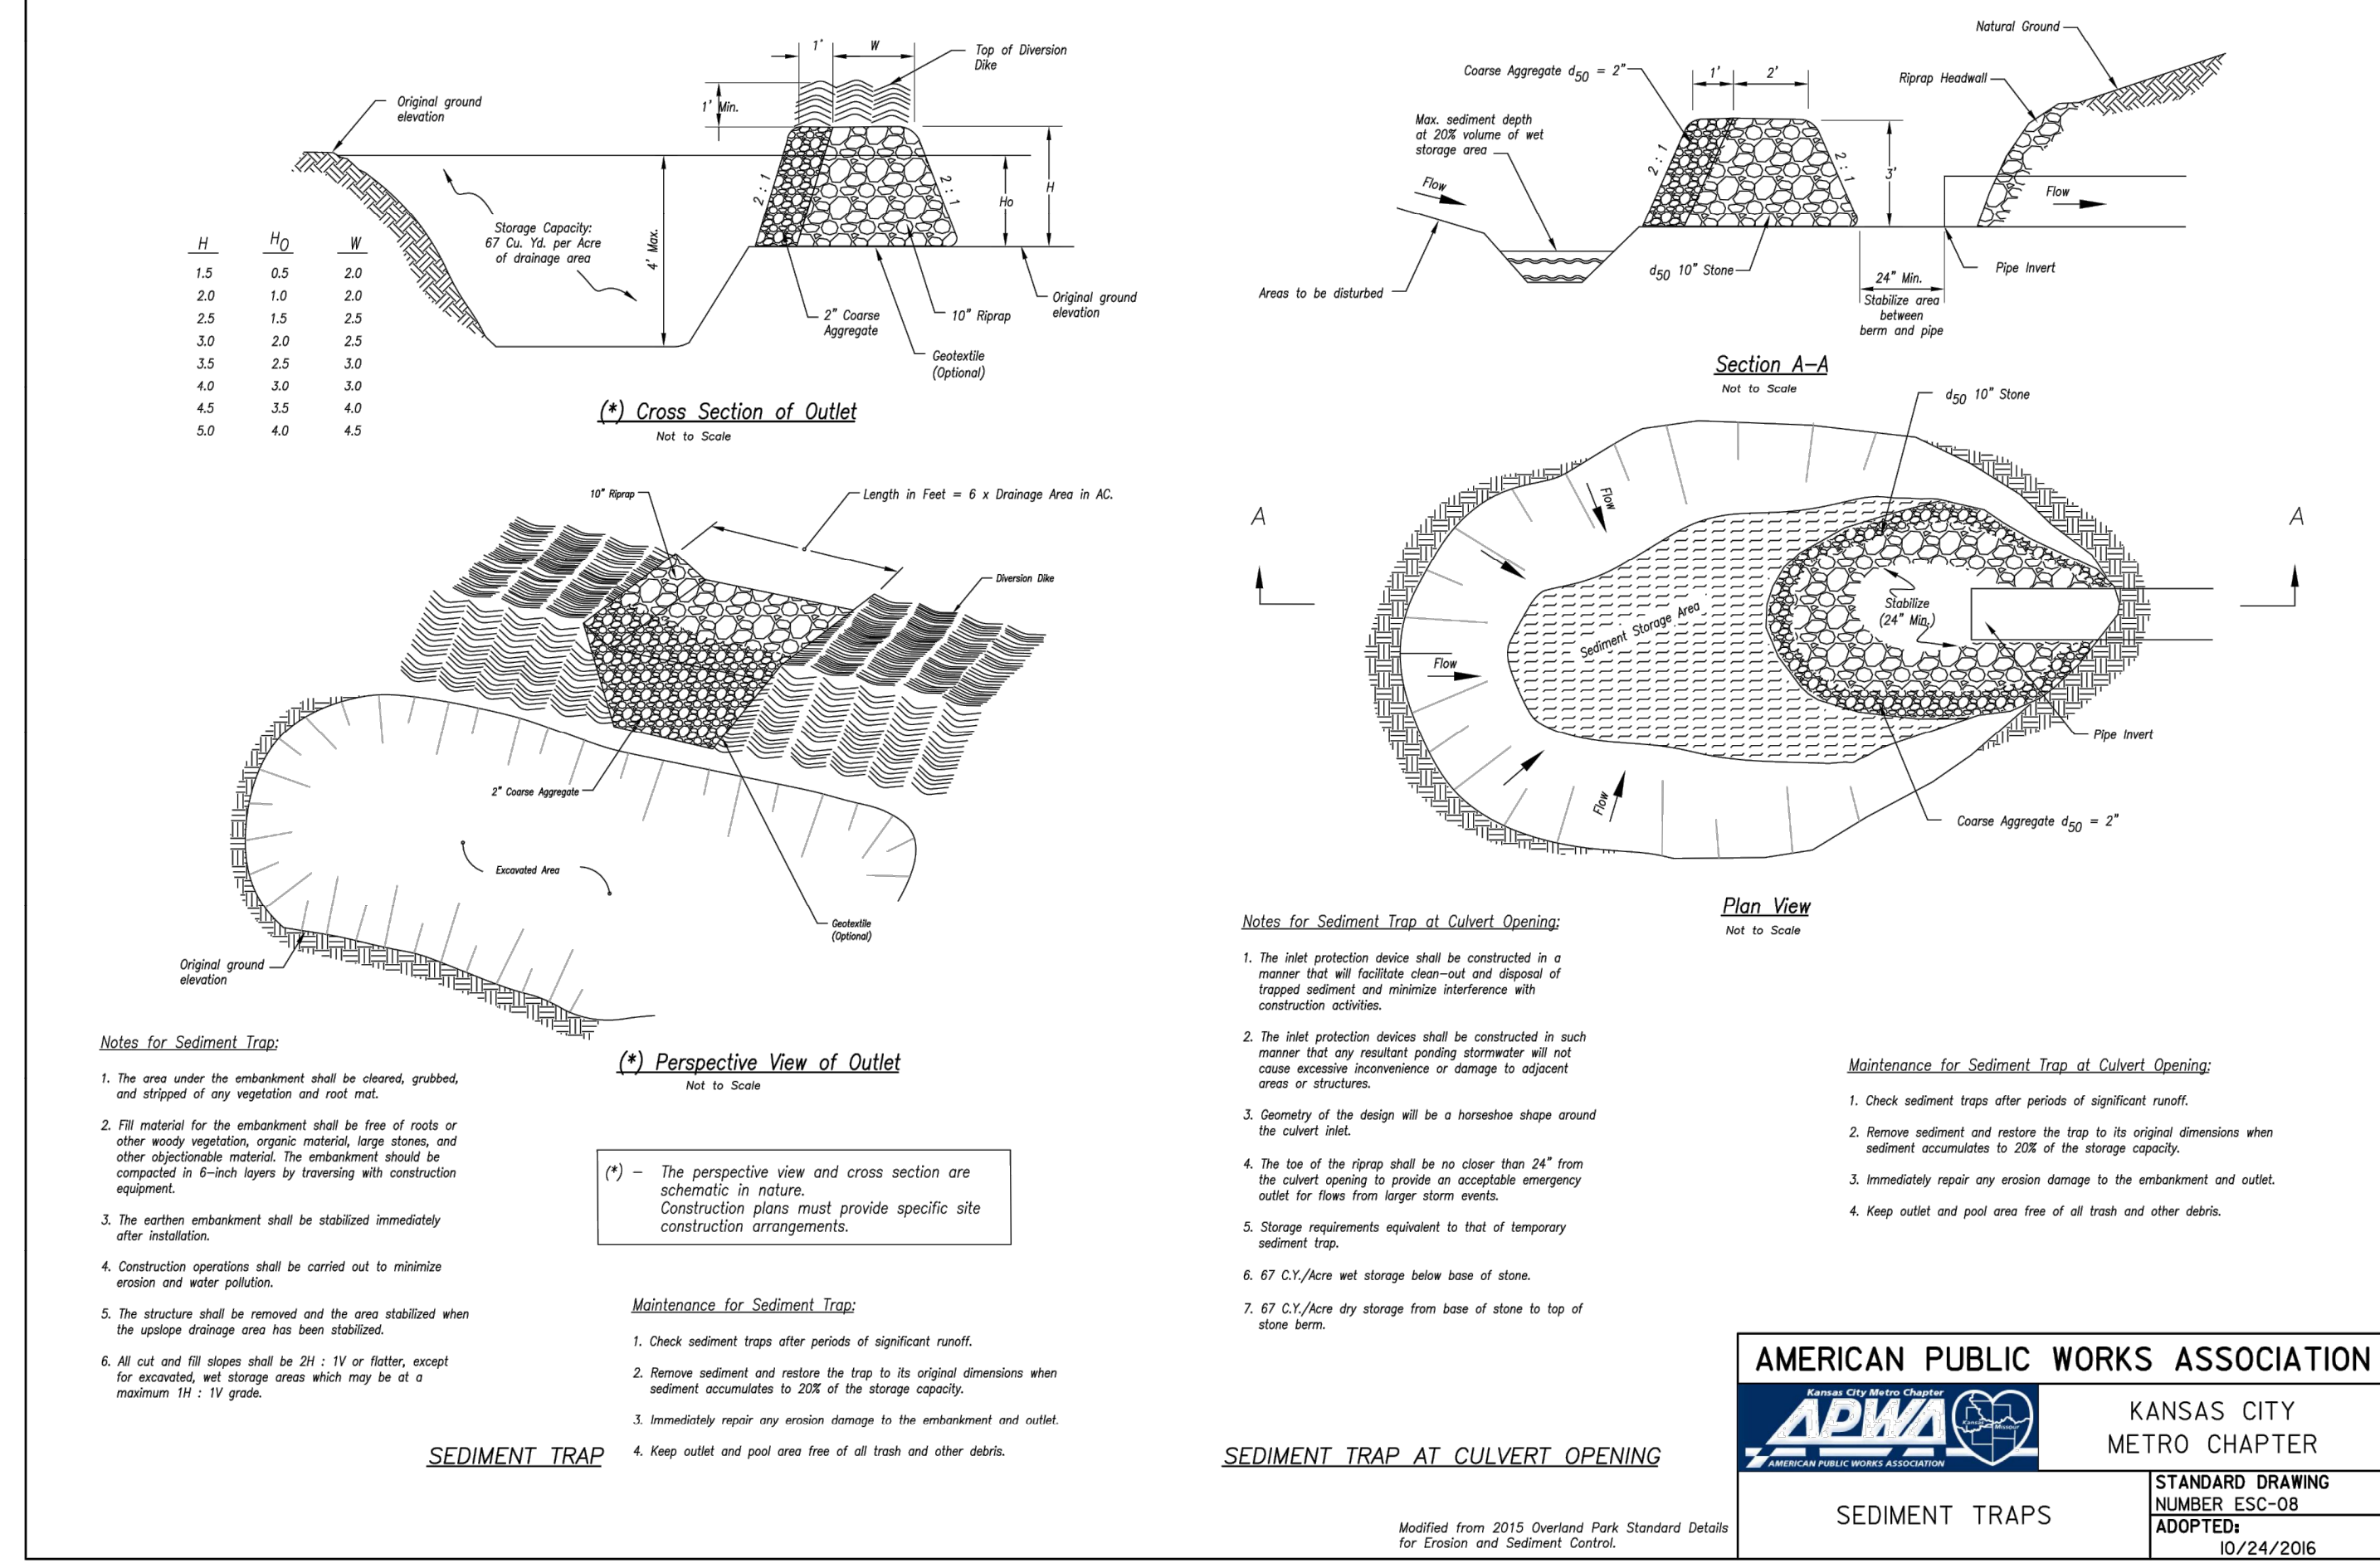 1'
W
Top of Diversion
Dike
1' Min.
Original ground
elevation
2 : 1
2 : 1
Ho
H
Storage Capacity:
67 Cu. Yd. per Acre
of drainage area
4' Max.
H HO W
1.5 0.5 2.0
2.0 1.0 2.0
2.5 1.5 2.5
3.0 2.0 2.5
3.5 2.5 3.0
4.0 3.0 3.0
4.5 3.5 4.0
5.0 4.0 4.5
2" Coarse
Aggregate
10" Riprap
Original ground
elevation
Geotextile
(Optional)
(*) Cross Section of Outlet
Not to Scale
10" Riprap
Length in Feet = 6 x Drainage Area in AC.
Diversion Dike
2" Coarse Aggregate
Excavated Area
Geotextile
(Optional)
Original ground
elevation
(*) Perspective View of Outlet
Not to Scale
Notes for Sediment Trap:
1. The area under the embankment shall be cleared, grubbed,
and stripped of any vegetation and root mat.
2. Fill material for the embankment shall be free of roots or
other woody vegetation, organic material, large stones, and
other objectionable material. The embankment should be
compacted in 6-inch layers by traversing with construction
equipment.
3. The earthen embankment shall be stabilized immediately
after installation.
4. Construction operations shall be carried out to minimize
erosion and water pollution.
5. The structure shall be removed and the area stabilized when
the upslope drainage area has been stabilized.
6. All cut and fill slopes shall be 2H : 1V or flatter, except
for excavated, wet storage areas which may be at a
maximum 1H : 1V grade.
(*) - The perspective view and cross section are
schematic in nature.
Construction plans must provide specific site
construction arrangements.
Maintenance for Sediment Trap:
1. Check sediment traps after periods of significant runoff.
2. Remove sediment and restore the trap to its original dimensions when
sediment accumulates to 20% of the storage capacity.
3. Immediately repair any erosion damage to the embankment and outlet.
4. Keep outlet and pool area free of all trash and other debris.
SEDIMENT TRAP
Natural Ground
Coarse Aggregate d50 = 2"
1'
2'
Riprap Headwall
Max. sediment depth
at 20% volume of wet
storage area
2 : 1
2 : 1
3'
Flow
Flow
d50 10" Stone
Pipe Invert
24" Min.
Stabilize area
between
berm and pipe
Areas to be disturbed
Section A-A
Not to Scale
d50 10" Stone
Flow
A
A
Stabilize
(24" Min.)
Sediment Storage Area
Flow
Pipe Invert
Flow
Coarse Aggregate d50 = 2"
Plan View
Not to Scale
Notes for Sediment Trap at Culvert Opening:
1. The inlet protection device shall be constructed in a
manner that will facilitate clean-out and disposal of
trapped sediment and minimize interference with
construction activities.
2. The inlet protection devices shall be constructed in such
manner that any resultant ponding stormwater will not
cause excessive inconvenience or damage to adjacent
areas or structures.
3. Geometry of the design will be a horseshoe shape around
the culvert inlet.
4. The toe of the riprap shall be no closer than 24" from
the culvert opening to provide an acceptable emergency
outlet for flows from larger storm events.
5. Storage requirements equivalent to that of temporary
sediment trap.
6. 67 C.Y./Acre wet storage below base of stone.
7. 67 C.Y./Acre dry storage from base of stone to top of
stone berm.
Maintenance for Sediment Trap at Culvert Opening:
1. Check sediment traps after periods of significant runoff.
2. Remove sediment and restore the trap to its original dimensions when
sediment accumulates to 20% of the storage capacity.
3. Immediately repair any erosion damage to the embankment and outlet.
4. Keep outlet and pool area free of all trash and other debris.
SEDIMENT TRAP AT CULVERT OPENING
Modified from 2015 Overland Park Standard Details
for Erosion and Sediment Control.
AMERICAN PUBLIC WORKS ASSOCIATION
Kansas City Metro Chapter
APWA
Kansas
Missouri
AMERICAN PUBLIC WORKS ASSOCIATION
KANSAS CITY
METRO CHAPTER
SEDIMENT TRAPS
STANDARD DRAWING
NUMBER ESC-08
ADOPTED:
10/24/2016